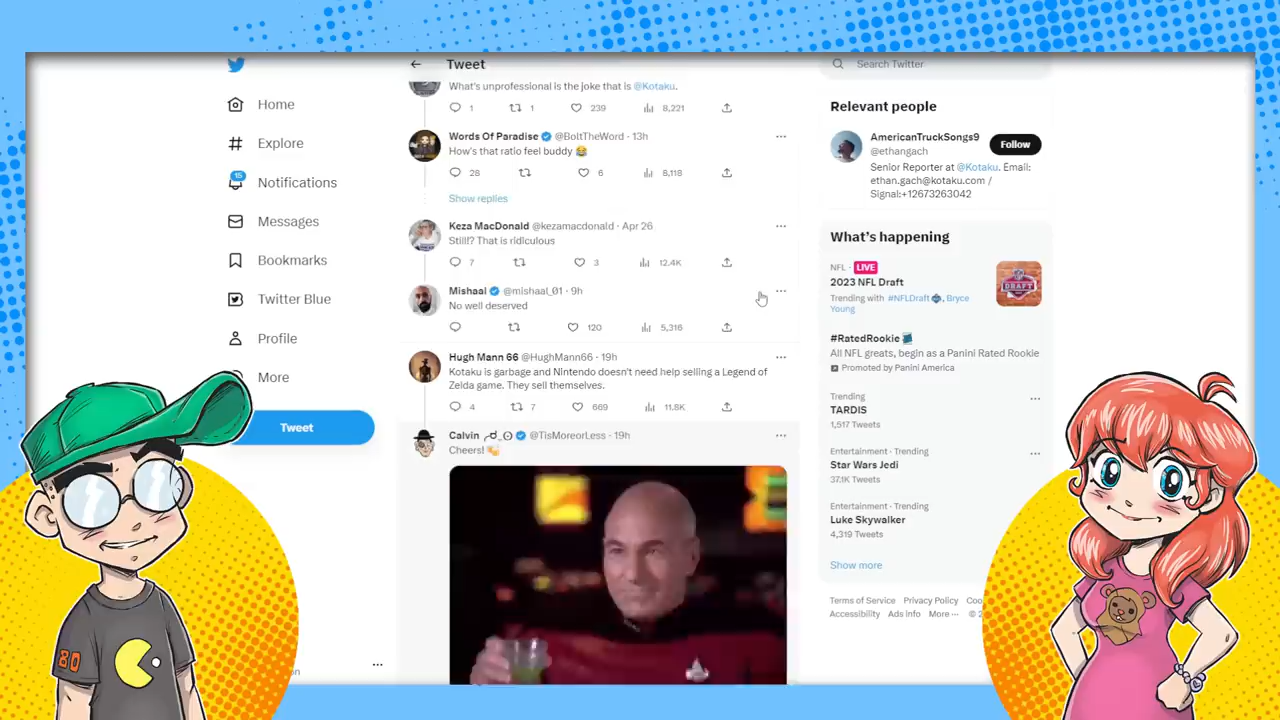 Tweet
Search Twitter
Home
Explore
15
Notifications
Messages
Bookmarks
Twitter Blue
Profile
More
Tweet
What's unprofessional is the joke that is @Kotaku.
1 1 239 8,221
Words Of Paradise @BoltTheWord · 13h
How's that ratio feel buddy 😂
28 6 8,118
Show replies
Keza MacDonald @kezamacdonald · Apr 26
Still!? That is ridiculous
7 3 12.4K
Mishaal @mishaal_01 · 9h
No well deserved
120 5,316
Hugh Mann 66 @HughMann66 · 19h
Kotaku is garbage and Nintendo doesn't need help selling a Legend of
Zelda game. They sell themselves.
4 7 669 11.8K
Calvin @TisMoreorLess · 19h
Cheers! 🍻
Relevant people
AmericanTruckSongs9
@ethangach
Follow
Senior Reporter at @Kotaku. Email:
ethan.gach@kotaku.com /
Signal:+12673263042
What's happening
NFL · LIVE
2023 NFL Draft
Trending with #NFLDraft, Bryce
Young
NFL
DRAFT
#RatedRookie
All NFL greats, begin as a Panini Rated Rookie
Promoted by Panini America
Trending
TARDIS
1,517 Tweets
Entertainment · Trending
Star Wars Jedi
37.1K Tweets
Entertainment · Trending
Luke Skywalker
4,319 Tweets
Show more
Terms of Service Privacy Policy Coo
Accessibility Ads info More ··· ©
80